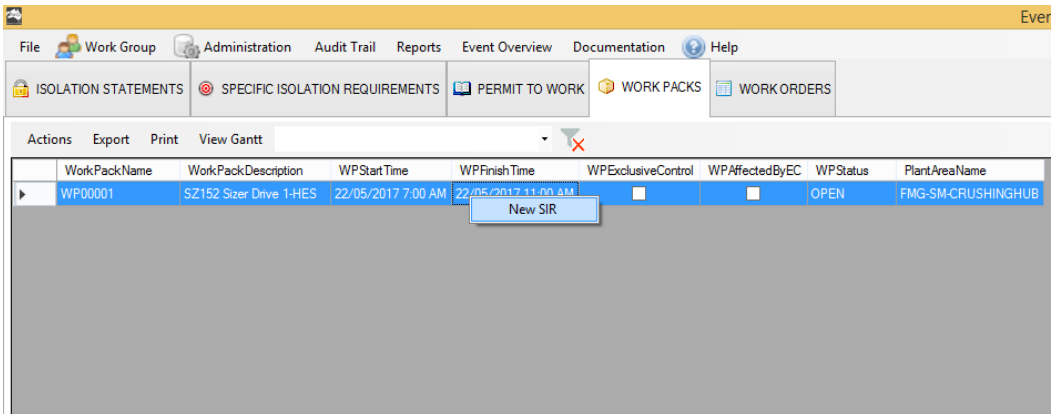 Even
File Work Group Administration Audit Trail Reports Event Overview Documentation Help
ISOLATION STATEMENTS SPECIFIC ISOLATION REQUIREMENTS PERMIT TO WORK WORK PACKS WORK ORDERS
Actions Export Print View Gantt
WorkPackName WorkPackDescription WPStartTime WPFinishTime WPExclusiveControl WPAffectedByEC WPStatus PlantAreaName
WP00001 SZ152 Sizer Drive 1-HES 22/05/2017 7:00 AM 22/05/2017 11:00 AM OPEN FMG-SM-CRUSHINGHUB
New SIR